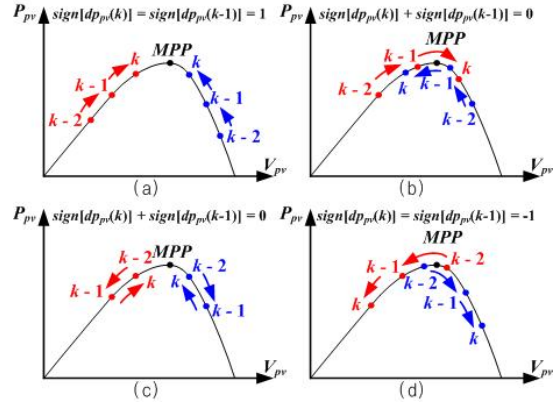 P_pv sign[dp_pv(k)] = sign[dp_pv(k-1)] = 1
MPP
k
k - 1
k - 2
k
k - 1
k - 2
V_pv
(a)
P_pv sign[dp_pv(k)] + sign[dp_pv(k-1)] = 0
MPP
k - 1
k
k - 2
k
k - 1
k - 2
V_pv
(b)
P_pv sign[dp_pv(k)] + sign[dp_pv(k-1)] = 0
MPP
k - 2
k - 1
k
k - 2
k
k - 1
V_pv
(c)
P_pv sign[dp_pv(k)] = sign[dp_pv(k-1)] = -1
MPP
k - 1
k - 2
k
k - 2
k - 1
k
V_pv
(d)